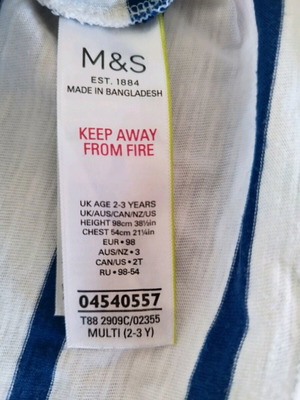 M&S
EST. 1884
MADE IN BANGLADESH
KEEP AWAY
FROM FIRE
UK AGE 2-3 YEARS
UK/AUS/CAN/NZ/US
HEIGHT 98cm 38½in
CHEST 54cm 21¼in
EUR•98
AUS/NZ•3
CAN/US•2T
RU•98-54
04540557
T88 2909C/02355
MULTI (2-3 Y)